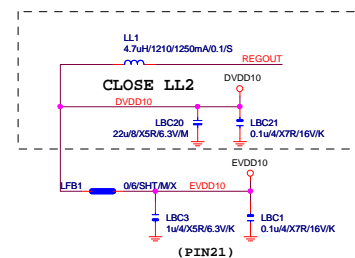 LL1
4.7uH/1210/1250mA/0.1/S
REGOUT
CLOSE LL2
DVDD10
DVDD10
LBC20
22u/8/X5R/6.3V/M
LBC21
0.1u/4/X7R/16V/K
EVDD10
LFB1
0/6/SHT/M/X
EVDD10
LBC3
1u/4/X5R/6.3V/K
LBC1
0.1u/4/X7R/16V/K
(PIN21)